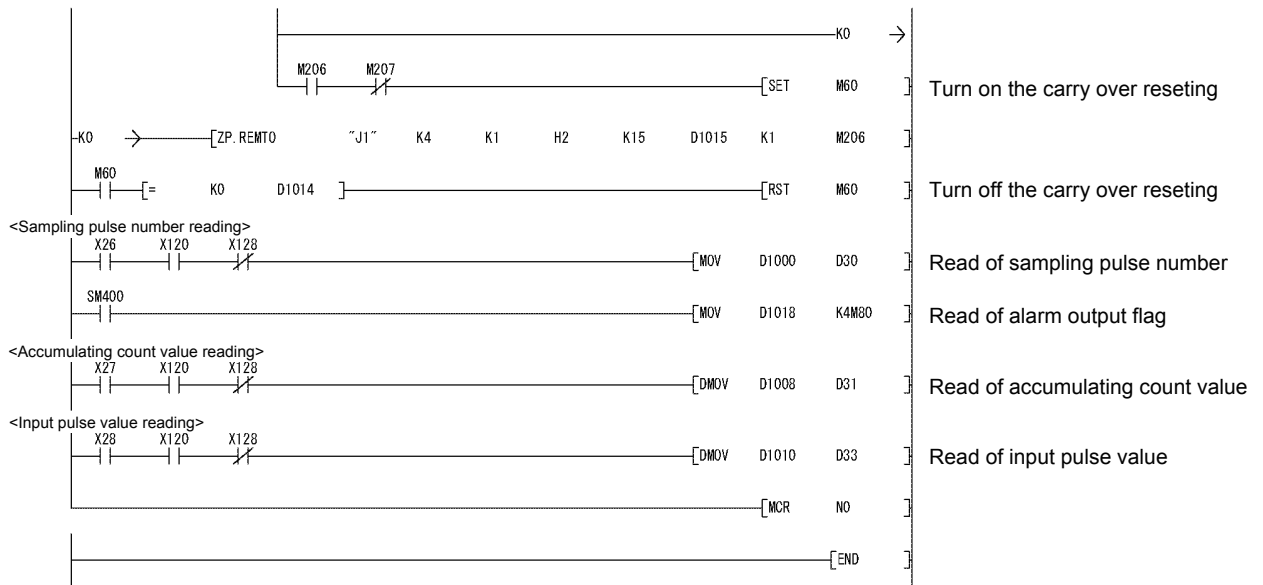 K0
M206 M207
[SET M60 ] Turn on the carry over reseting
K0 [ZP.REMTO "J1" K4 K1 H2 K15 D1015 K1 M206 ]
M60
[= K0 D1014 ] [RST M60 ] Turn off the carry over reseting
<Sampling pulse number reading>
X26 X120 X128
[MOV D1000 D30 ] Read of sampling pulse number
SM400
[MOV D1018 K4M80 ] Read of alarm output flag
<Accumulating count value reading>
X27 X120 X128
[DMOV D1008 D31 ] Read of accumulating count value
<Input pulse value reading>
X28 X120 X128
[DMOV D1010 D33 ] Read of input pulse value
[MCR N0 ]
[END ]